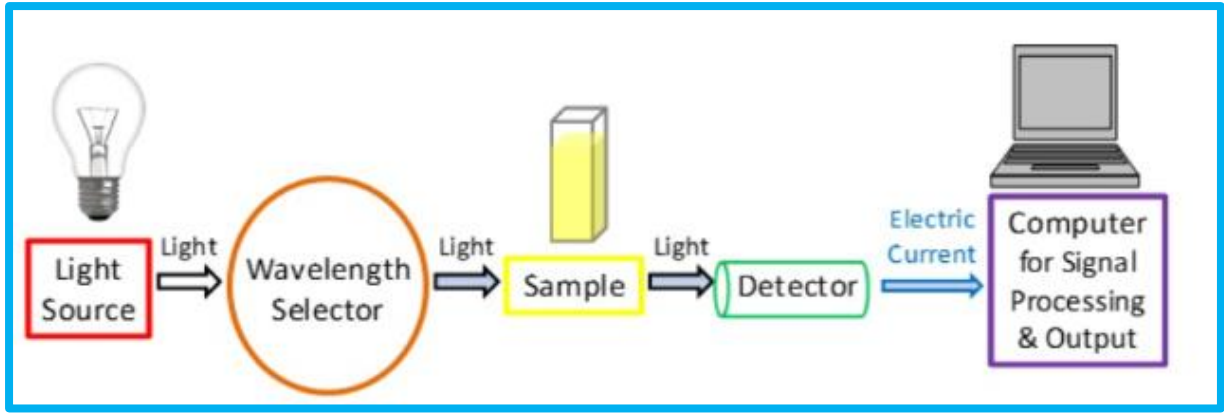 Light
Source
Light
Wavelength
Selector
Light
Sample
Light
Detector
Electric
Current
Computer
for Signal
Processing
& Output